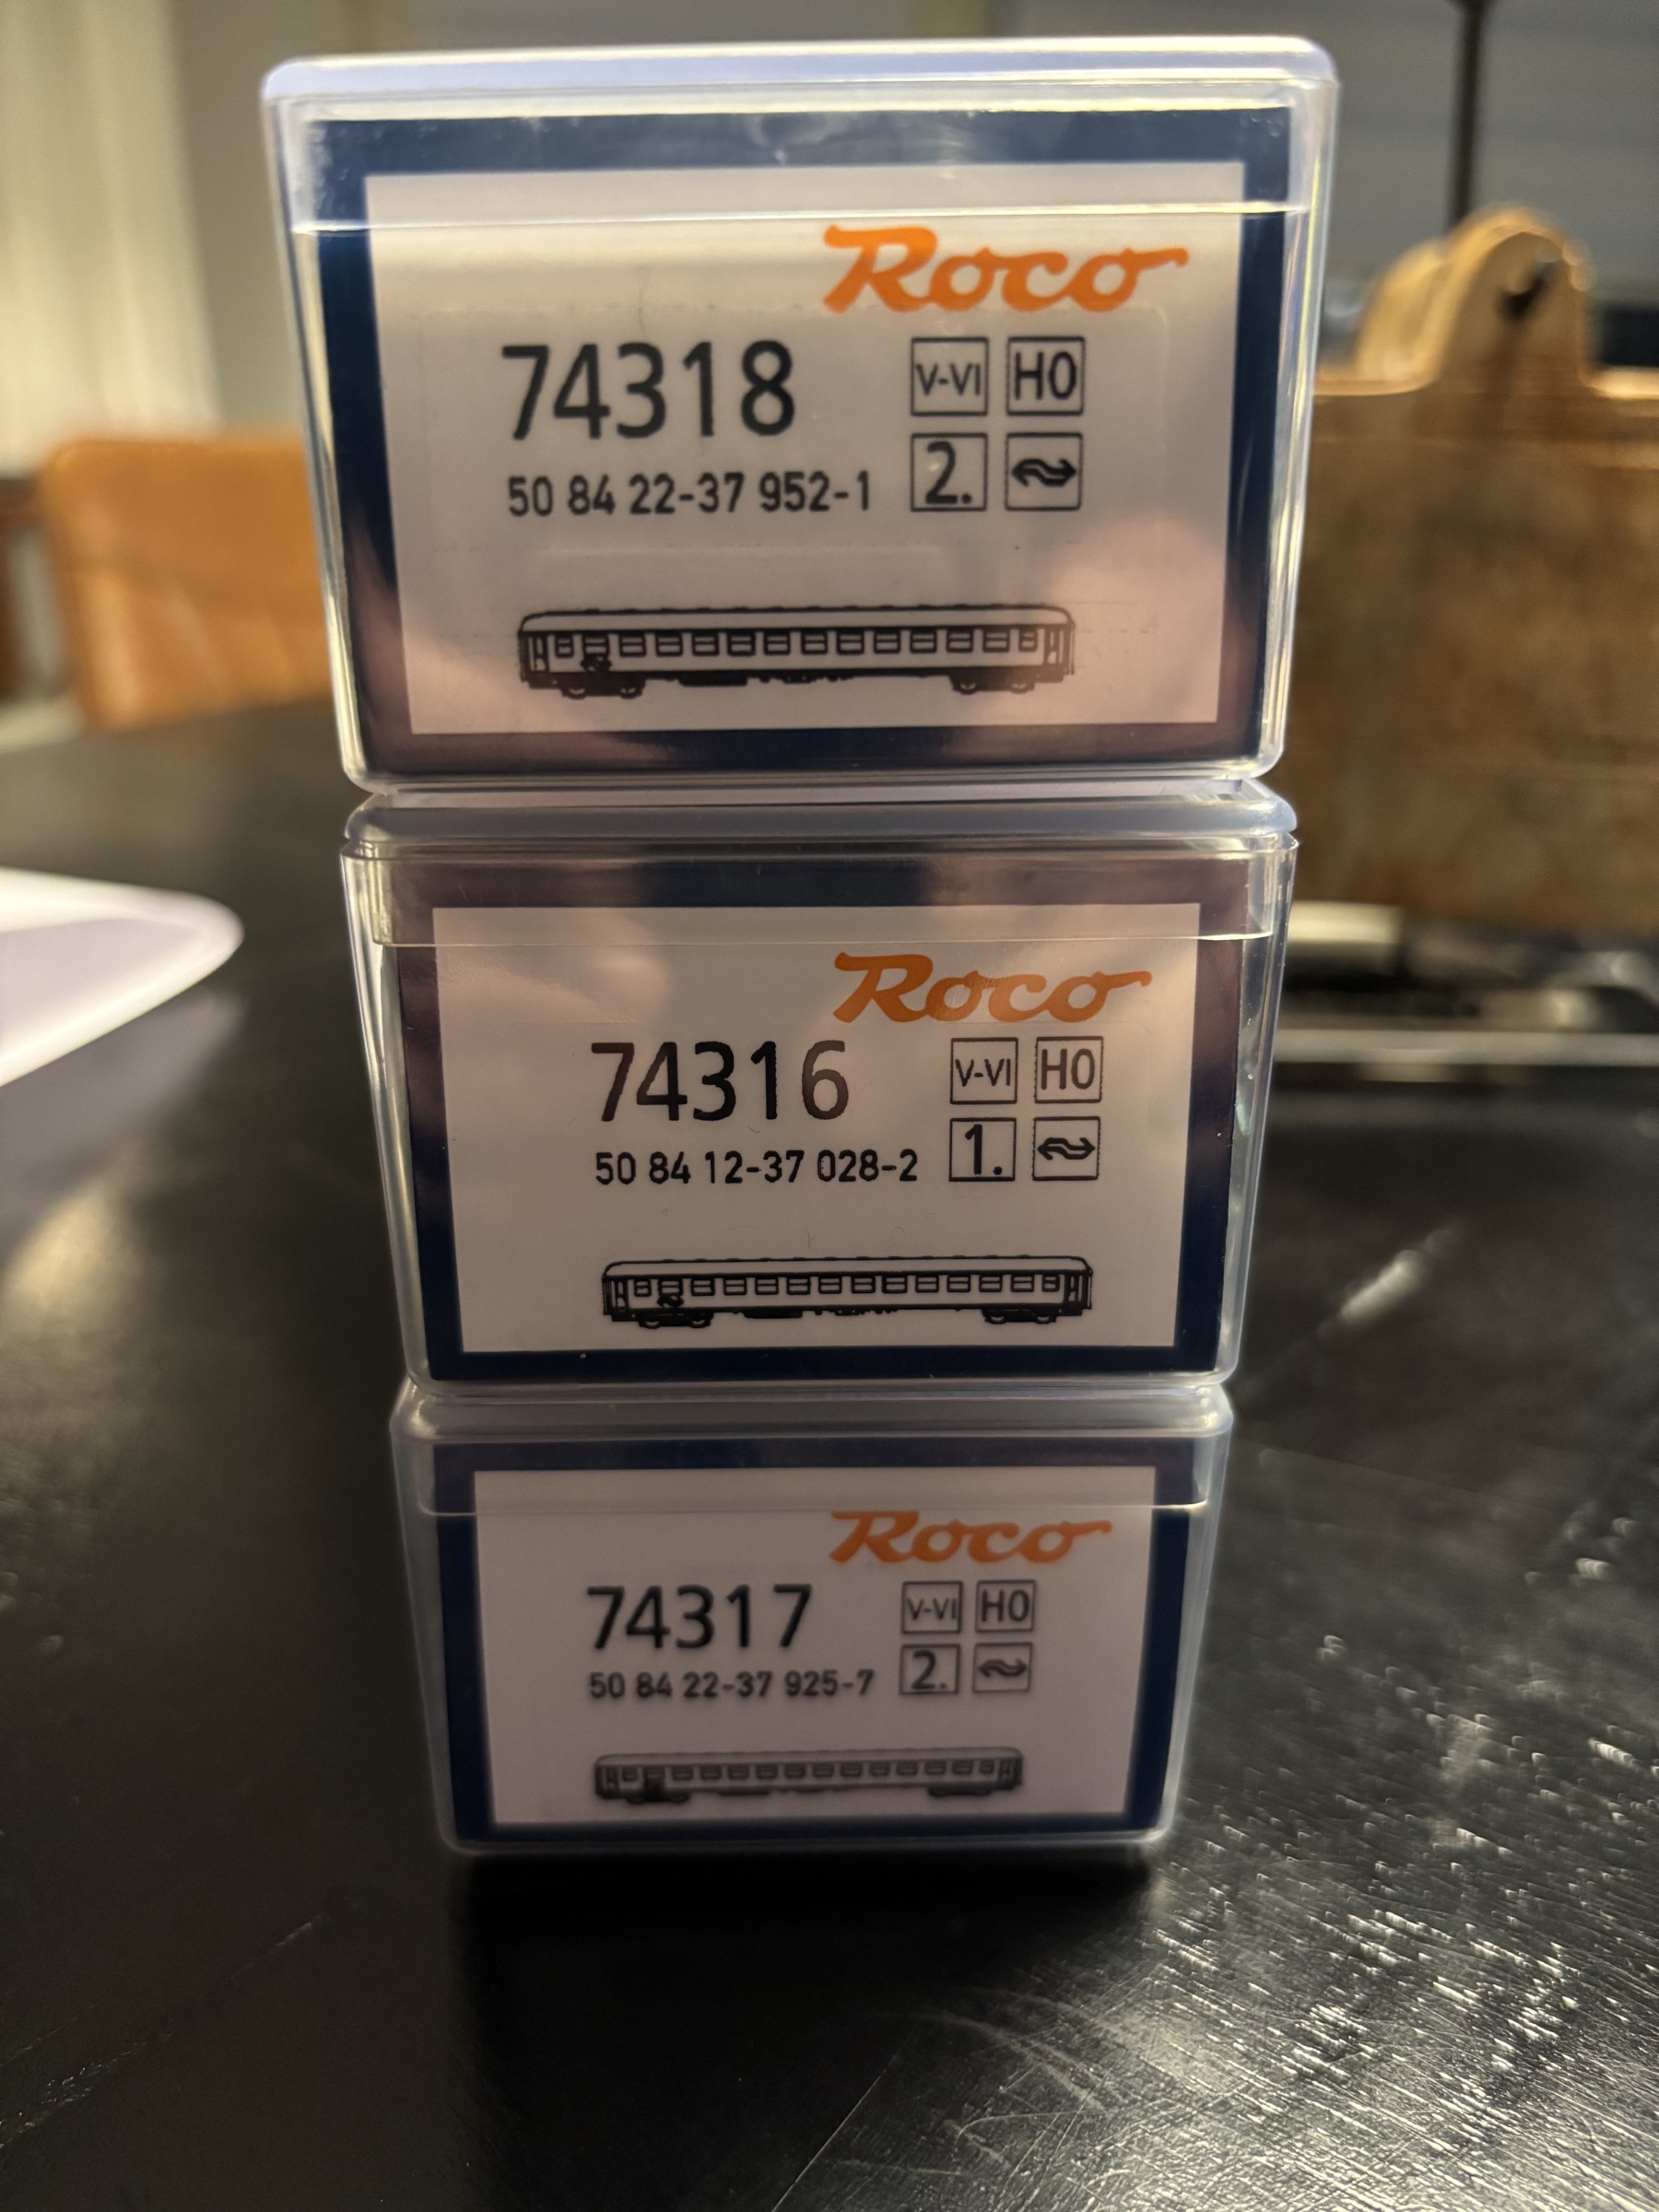 Roco
74318 V-VI H0
50 84 22-37 952-1 2.
Roco
74316 V-VI H0
50 84 12-37 028-2 1.
Roco
74317 V-VI H0
50 84 22-37 925-7 2.